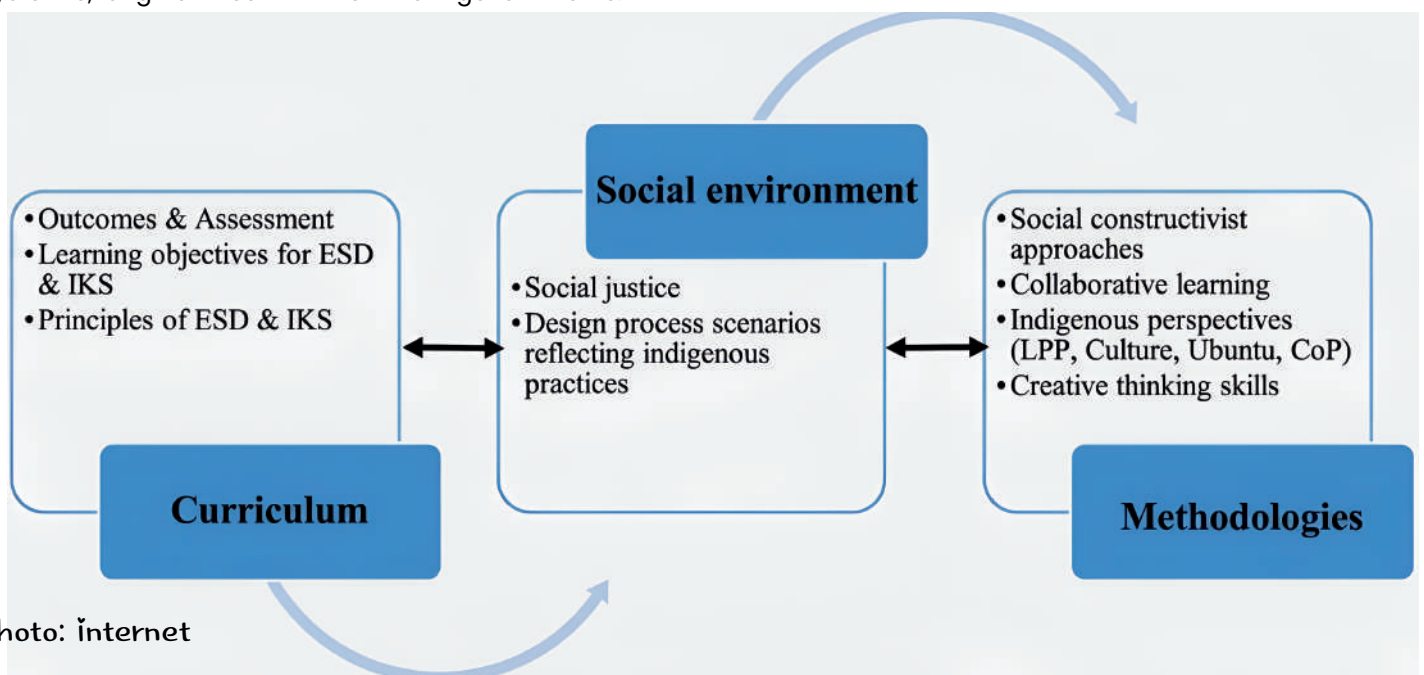 • Outcomes & Assessment
• Learning objectives for ESD
& IKS
• Principles of ESD & IKS
Curriculum
Social environment
• Social justice
• Design process scenarios
reflecting indigenous
practices
• Social constructivist
approaches
• Collaborative learning
• Indigenous perspectives
(LPP, Culture, Ubuntu, CoP)
• Creative thinking skills
Methodologies
hoto: internet